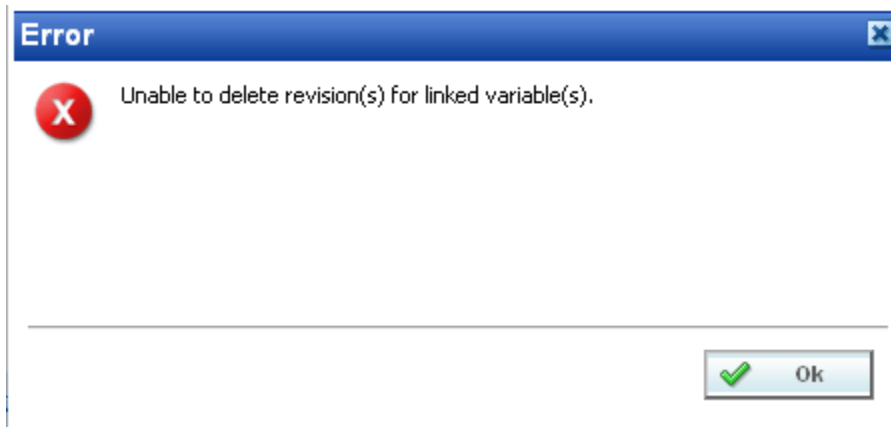 Error
Unable to delete revision(s) for linked variable(s).
Ok